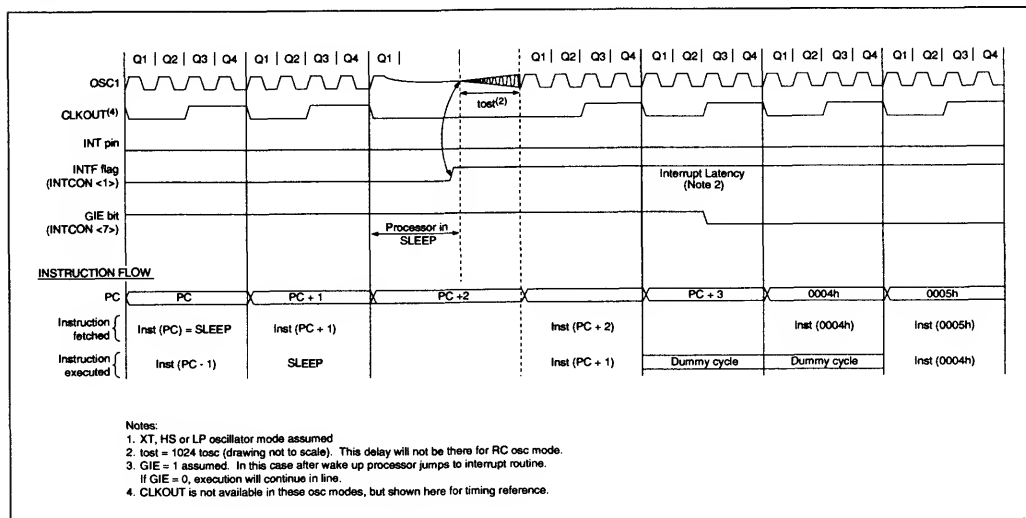 Q1 | Q2 | Q3 | Q4 | Q1 | Q2 | Q3 | Q4 | Q1 | Q1 | Q2 | Q3 | Q4 | Q1 | Q2 | Q3 | Q4 | Q1 | Q2 | Q3 | Q4 | Q1 | Q2 | Q3 | Q4
OSC1
tost(2)
CLKOUT(4)
INT pin
INTF flag
(INTCON <1>)
Interrupt Latency
(Note 2)
GIE bit
(INTCON <7>)
Processor in
SLEEP
INSTRUCTION FLOW
PC PC PC + 1 PC +2 PC + 3 0004h 0005h
Instruction
fetched
Inst (PC) = SLEEP Inst (PC + 1) Inst (PC + 2) Inst (0004h) Inst (0005h)
Instruction
executed
Inst (PC - 1) SLEEP Inst (PC + 1) Dummy cycle Dummy cycle Inst (0004h)
Notes:
1. XT, HS or LP oscillator mode assumed
2. tost = 1024 tosc (drawing not to scale). This delay will not be there for RC osc mode.
3. GIE = 1 assumed. In this case after wake up processor jumps to interrupt routine.
If GIE = 0, execution will continue in line.
4. CLKOUT is not available in these osc modes, but shown here for timing reference.